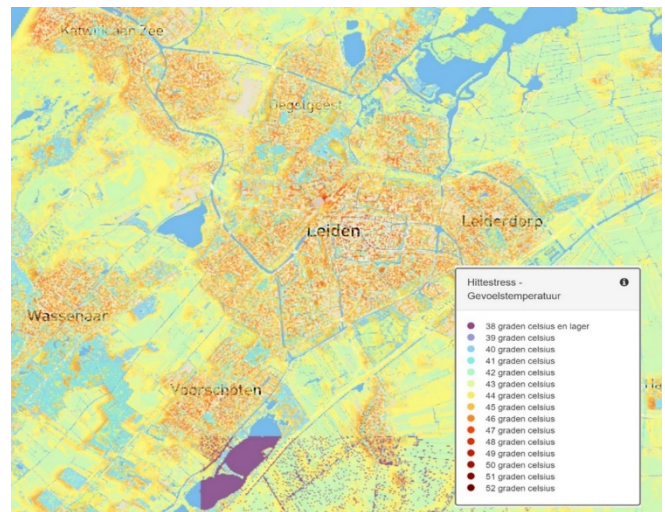 Katwijk aan Zee
Oegstgeest
Leiden
Leiderdorp
Wassenaar
Voorschoten
Ha
Hittestress -
Gevoelstemperatuur
38 graden celsius en lager
39 graden celsius
40 graden celsius
41 graden celsius
42 graden celsius
43 graden celsius
44 graden celsius
45 graden celsius
46 graden celsius
47 graden celsius
48 graden celsius
49 graden celsius
50 graden celsius
51 graden celsius
52 graden celsius